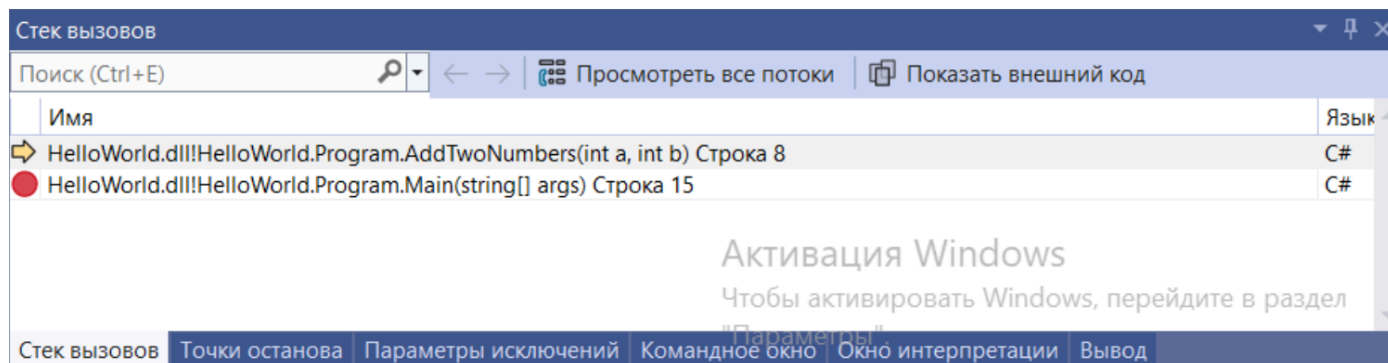 Стек вызовов
Поиск (Ctrl+E) Просмотреть все потоки Показать внешний код
Имя Язык
HelloWorld.dll!HelloWorld.Program.AddTwoNumbers(int a, int b) Строка 8 C#
HelloWorld.dll!HelloWorld.Program.Main(string[] args) Строка 15 C#
Активация Windows
Чтобы активировать Windows, перейдите в раздел
"Параметры".
Стек вызовов Точки останова Параметры исключений Командное окно Окно интерпретации Вывод